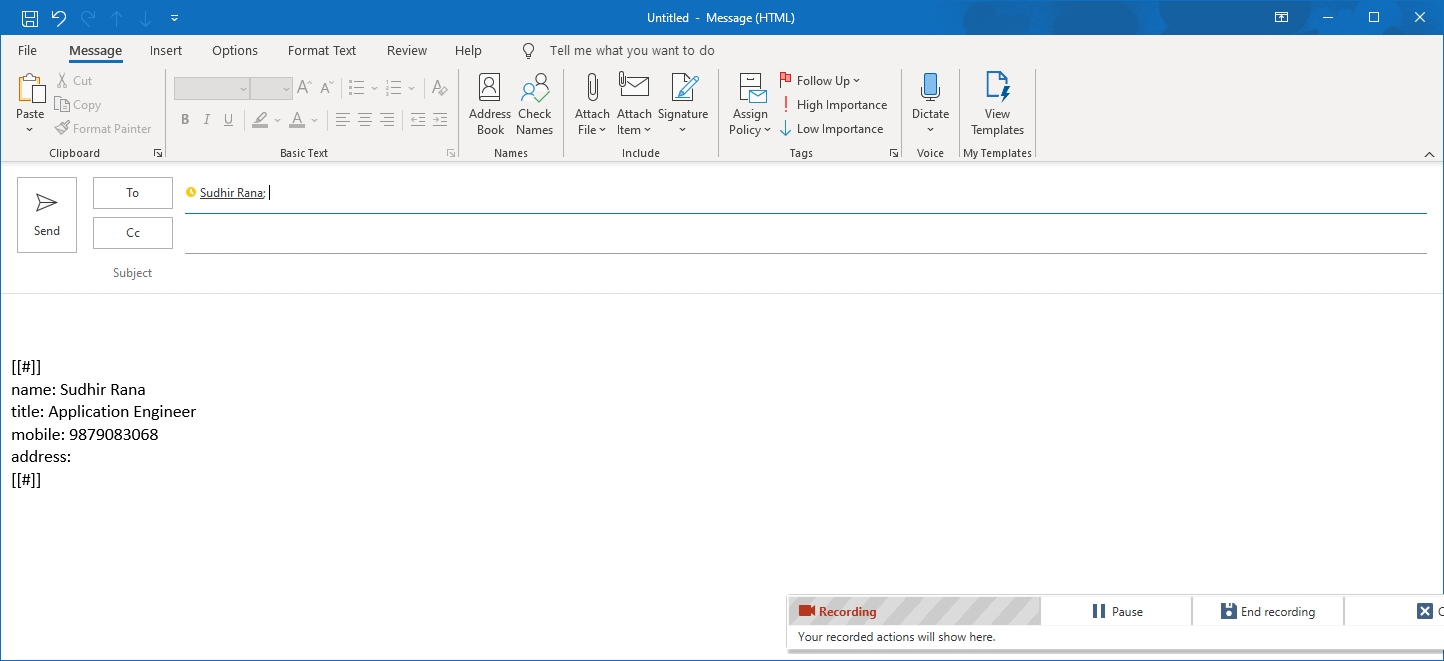 Untitled - Message (HTML)
File Message Insert Options Format Text Review Help Tell me what you want to do
Paste
Cut
Copy
Format Painter
Clipboard
A A A
B I U A
Basic Text
Address Book
Check Names
Names
Attach File
Attach Item
Signature
Include
Assign Policy
Follow Up
High Importance
Low Importance
Tags
Dictate
Voice
View Templates
My Templates
Send
To Sudhir Rana;
Cc
Subject
[[#]]
name: Sudhir Rana
title: Application Engineer
mobile: 9879083068
address:
[[#]]
Recording Pause End recording
Your recorded actions will show here.